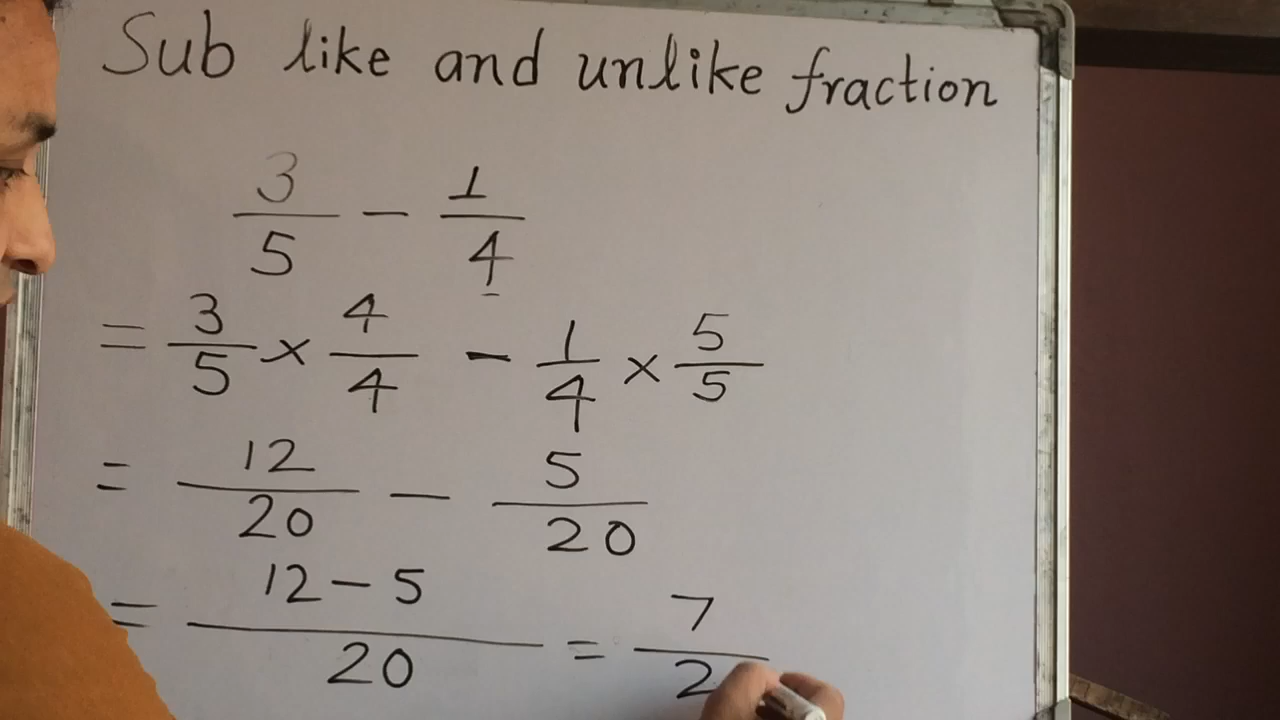 Sub like and unlike fraction
3/5 - 1/4
= 3/5 × 4/4 - 1/4 × 5/5
= 12/20 - 5/20
= 12-5/20 = 7/2